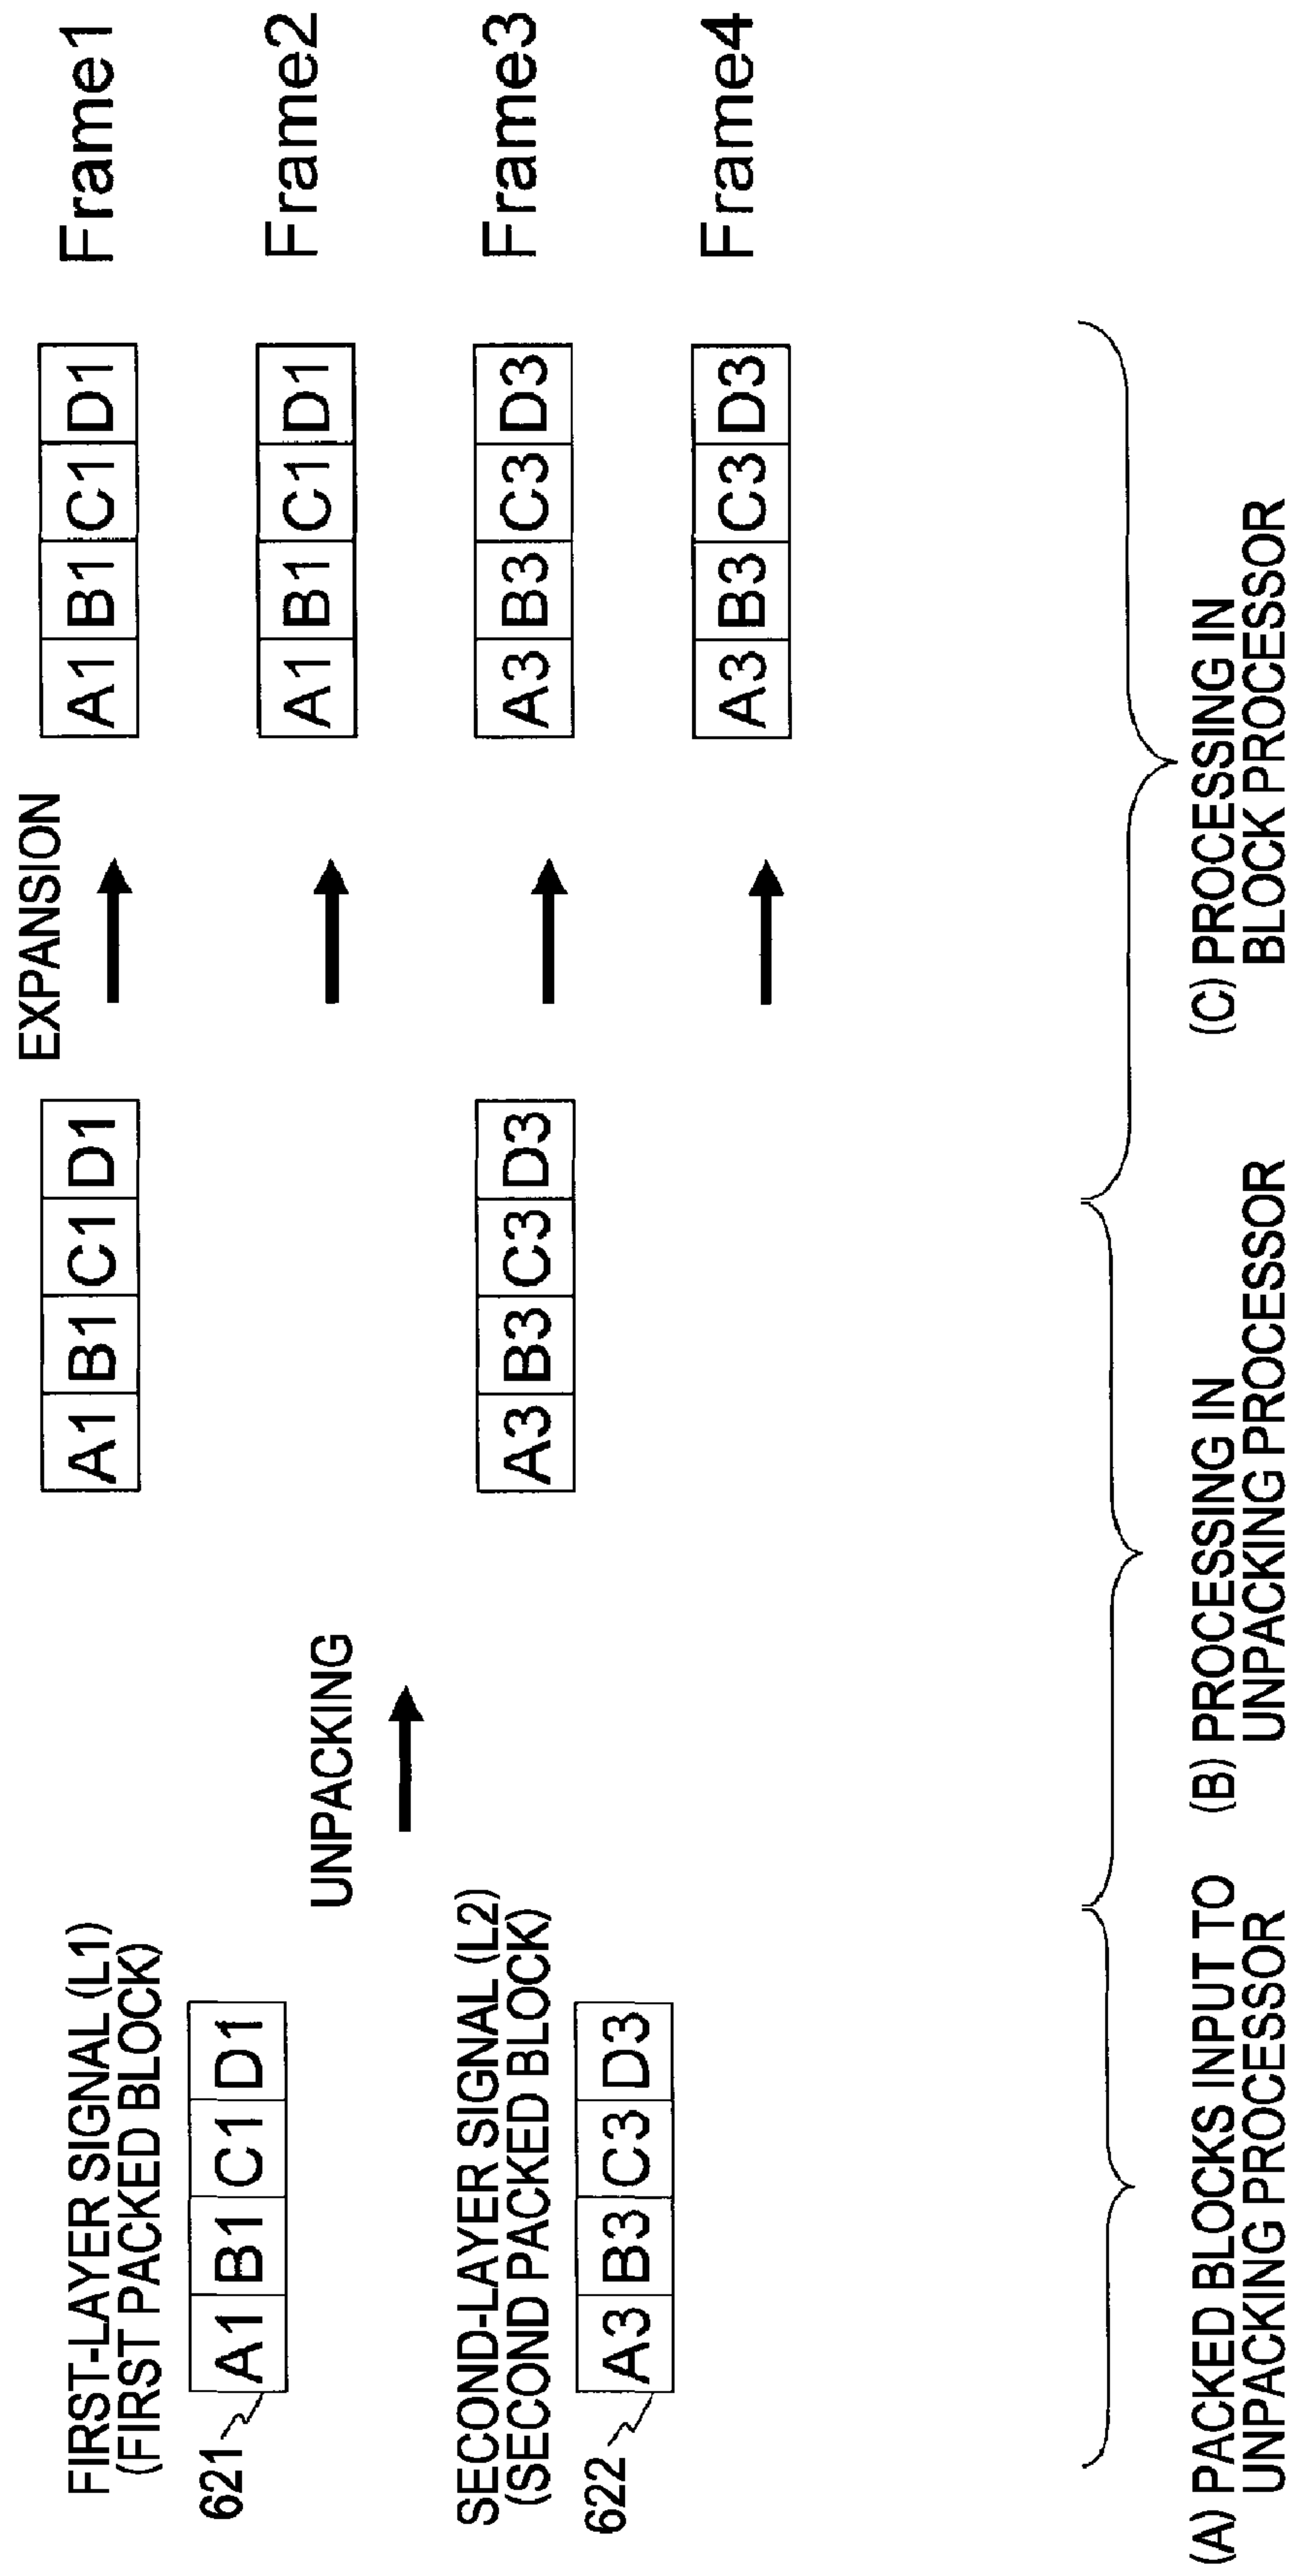 FIRST-LAYER SIGNAL (L1)
(FIRST PACKED BLOCK)
621
A1 B1 C1 D1
SECOND-LAYER SIGNAL (L2)
(SECOND PACKED BLOCK)
622
A3 B3 C3 D3
UNPACKING
A1 B1 C1 D1
A3 B3 C3 D3
EXPANSION
A1 B1 C1 D1 Frame1
A1 B1 C1 D1 Frame2
A3 B3 C3 D3 Frame3
A3 B3 C3 D3 Frame4
(A) PACKED BLOCKS INPUT TO
UNPACKING PROCESSOR
(B) PROCESSING IN
UNPACKING PROCESSOR
(C) PROCESSING IN
BLOCK PROCESSOR